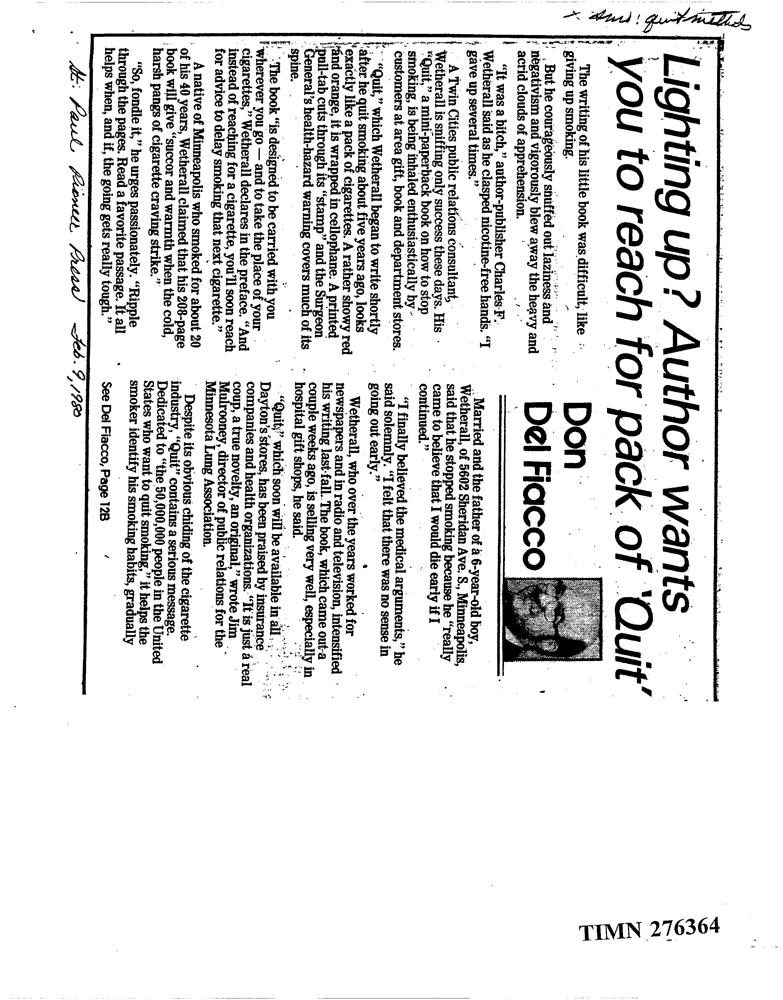 x smo: quit methods
Lighting up? Author wants
you to reach for pack of 'Quit'
Don
Del Fiacco
The writing of his little book was difficult, like
giving up smoking.
But he courageously snuffed out laziness and
negativism and vigorously blew away the heavy and
acrid clouds of apprehension.
"It was a bitch," author-publisher Charles F.
Wetherall said as he clasped nicotine-free hands. "I
gave up several times."
A Twin Cities public relations consultant,
Wetherall is sniffing only success these days. His
"Quit," a mini-paperback book on how to stop
smoking, is being inhaled enthusiastically by
customers at area gift, book and department stores.
"Quit," which Wetherall began to write shortly
after he quit smoking about five years ago, looks
exactly like a pack of cigarettes. A rather showy red
and orange, it is wrapped in cellophane. A printed
pull-tab cuts through its "stamp" and the Surgeon
General's health-hazard warning covers much of its
spine.
The book "is designed to be carried with you
wherever you go — and to take the place of your
cigarettes," Wetherall declares in the preface. "And
instead of reaching for a cigarette, you'll soon reach
for advice to delay smoking that next cigarette."
A native of Minneapolis who smoked for about 20
of his 40 years, Wetherall claimed that his 208-page
book will give "succor and warmth when the cold,
harsh pangs of cigarette craving strike."
"So, fondle it," he urges passionately. "Ripple
through the pages. Read a favorite passage. It all
helps when, and if, the going gets really tough."
Married and the father of a 6-year-old boy,
Wetherall, of 5602 Sheridan Ave. S., Minneapolis,
said that he stopped smoking because he "really
came to believe that I would die early if I
continued."
"I finally believed the medical arguments," he
said solemnly. "I felt that there was no sense in
going out early."
Wetherall, who over the years worked for
newspapers and in radio and television, intensified
his writing last fall. The book, which came out a
couple weeks ago, is selling very well, especially in
hospital gift shops, he said.
"Quit," which soon will be available in all
Dayton's stores, has been praised by insurance
companies and health organizations. "It is just a real
coup, a true novelty, an original," wrote Jim
Mulrooney, director of public relations for the
Minnesota Lung Association.
Despite its obvious chiding of the cigarette
industry, "Quit" contains a serious message.
Dedicated to "the 50,000,000 people in the United
States who want to quit smoking," it helps the
smoker identify his smoking habits, gradually
See Del Fiacco, Page 12B
St. Paul Pioneer Press Feb. 9, 1980
TIMN 276364